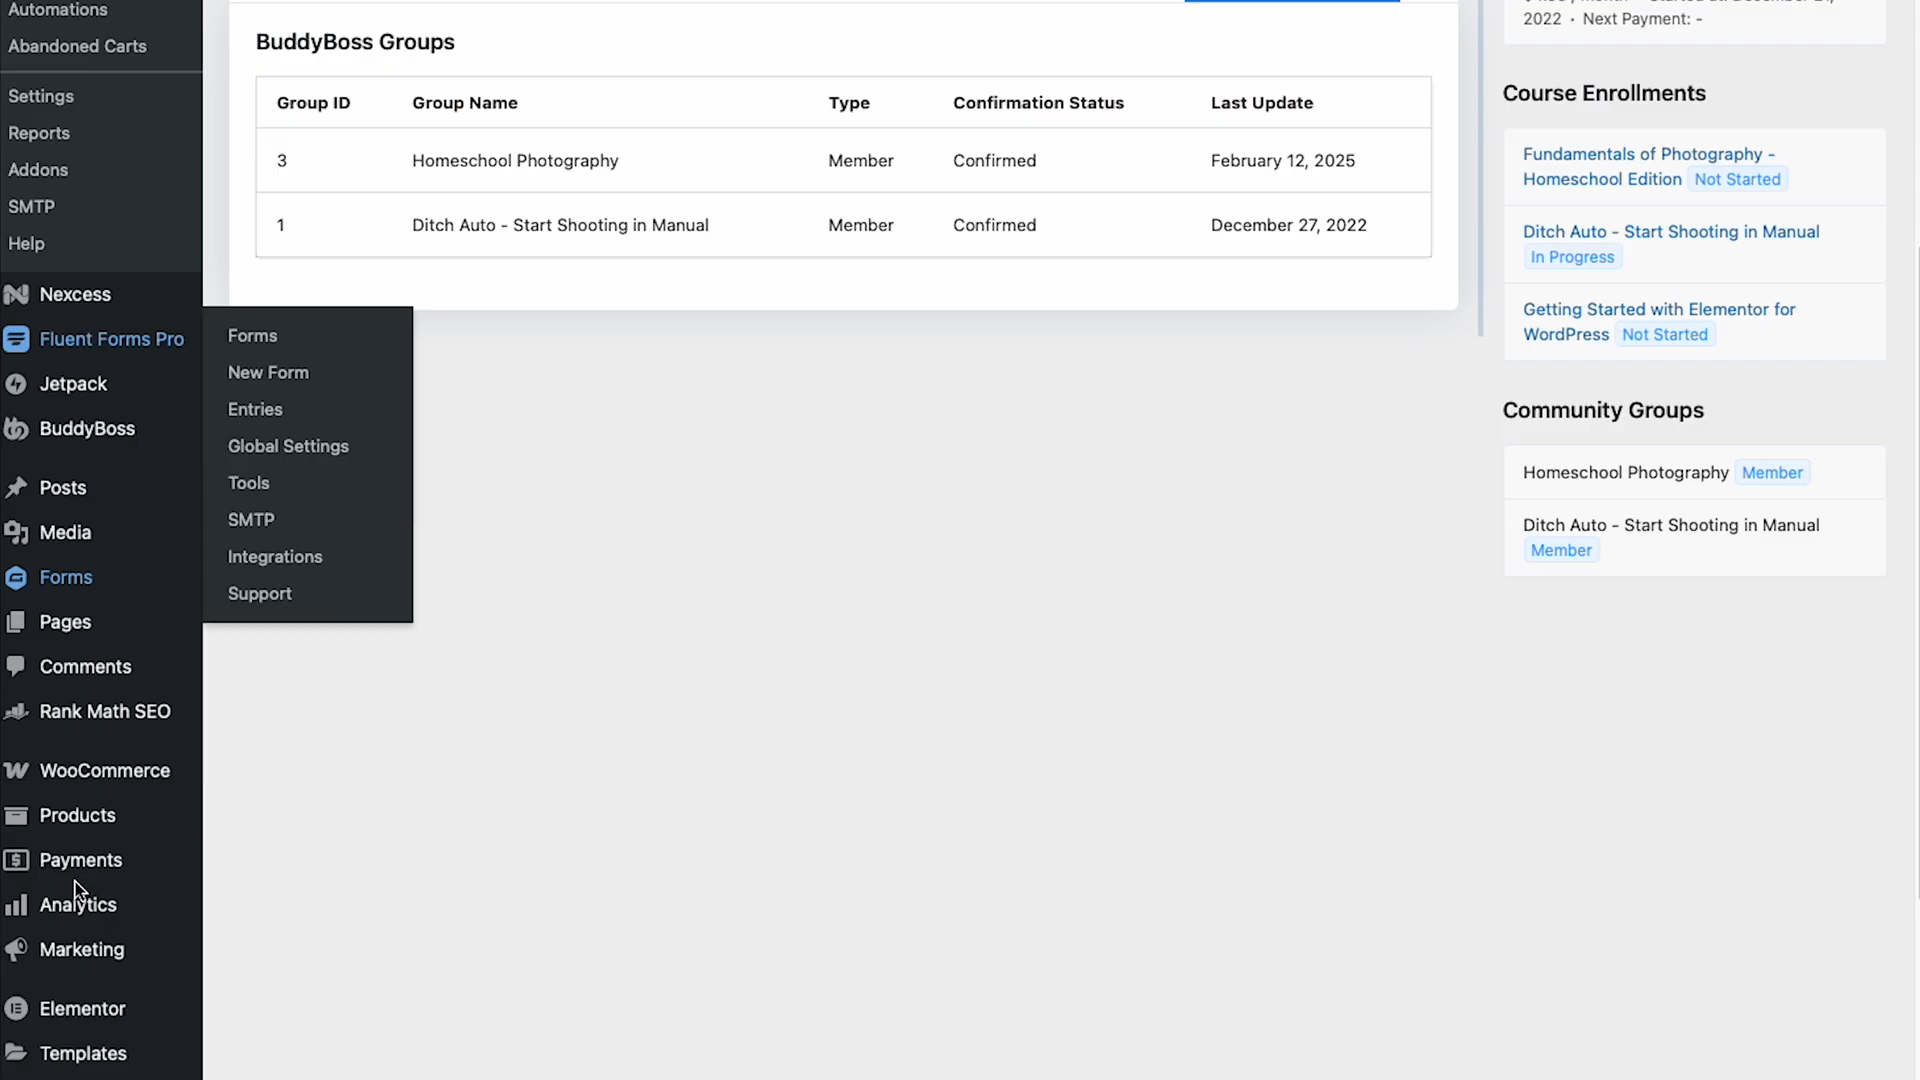 Automations
Abandoned Carts
Settings
Reports
Addons
SMTP
Help
Nexcess
Fluent Forms Pro
Jetpack
BuddyBoss
Posts
Media
Forms
Pages
Comments
Rank Math SEO
WooCommerce
Products
Payments
Analytics
Marketing
Elementor
Templates
Forms
New Form
Entries
Global Settings
Tools
SMTP
Integrations
Support
BuddyBoss Groups
Group ID Group Name Type Confirmation Status Last Update
3 Homeschool Photography Member Confirmed February 12, 2025
1 Ditch Auto - Start Shooting in Manual Member Confirmed December 27, 2022
2022 · Next Payment: -
Course Enrollments
Fundamentals of Photography -
Homeschool Edition Not Started
Ditch Auto - Start Shooting in Manual
In Progress
Getting Started with Elementor for
WordPress Not Started
Community Groups
Homeschool Photography Member
Ditch Auto - Start Shooting in Manual
Member